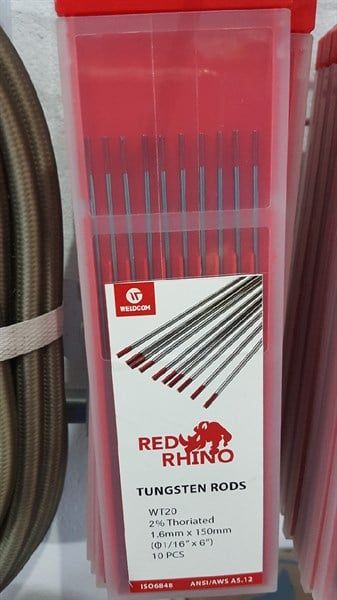 WELDCOM
RED RHINO
TUNGSTEN RODS
WT20
2% Thoriated
1.6mm x 150mm
(Φ1/16" x 6")
10 PCS
ISO6848 ANSI/AWS A5.12